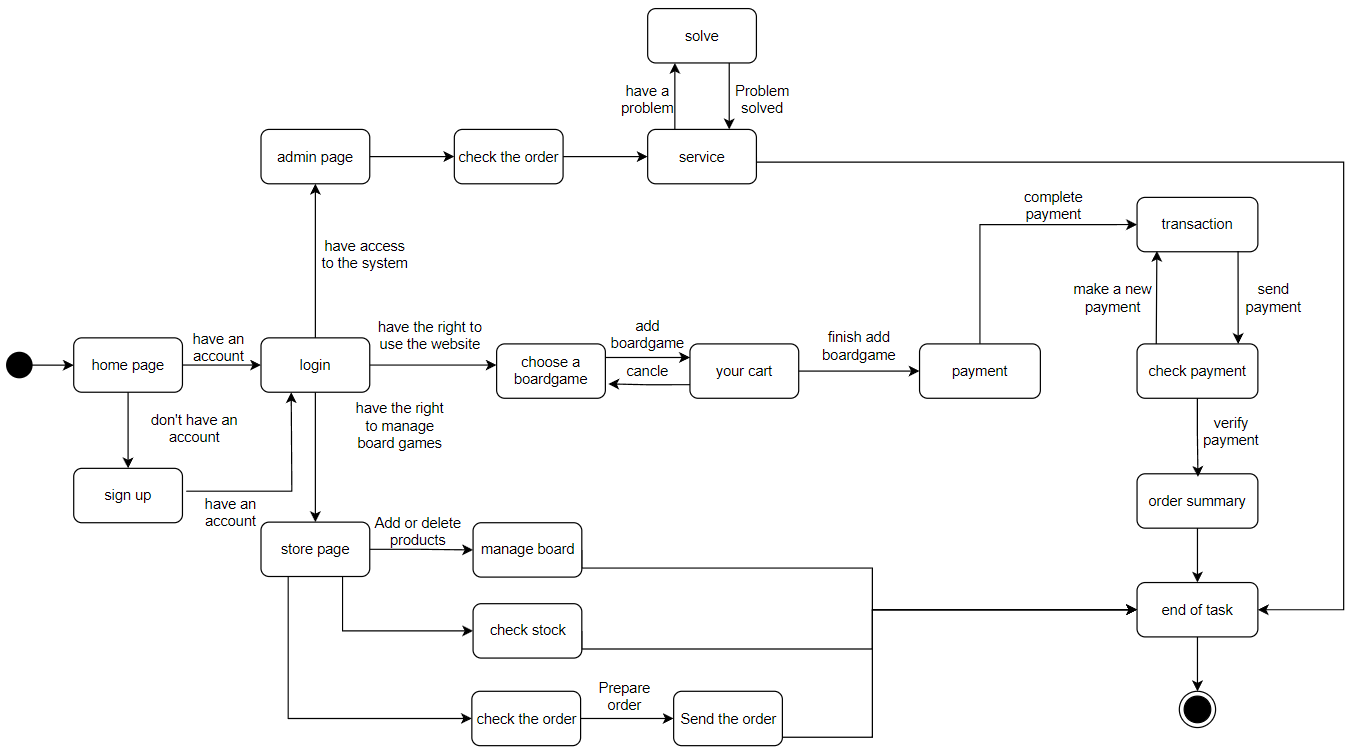 solve
have a
problem
Problem
solved
admin page
check the order
service
complete
payment
transaction
have access
to the system
make a new
payment
send
payment
have an
account
have the right to
use the website
add
boardgame
finish add
boardgame
home page
login
choose a
boardgame
cancle
your cart
payment
check payment
don't have an
account
have the right
to manage
board games
verify
payment
sign up
have an
account
order summary
store page
Add or delete
products
manage board
check stock
end of task
check the order
Prepare
order
Send the order